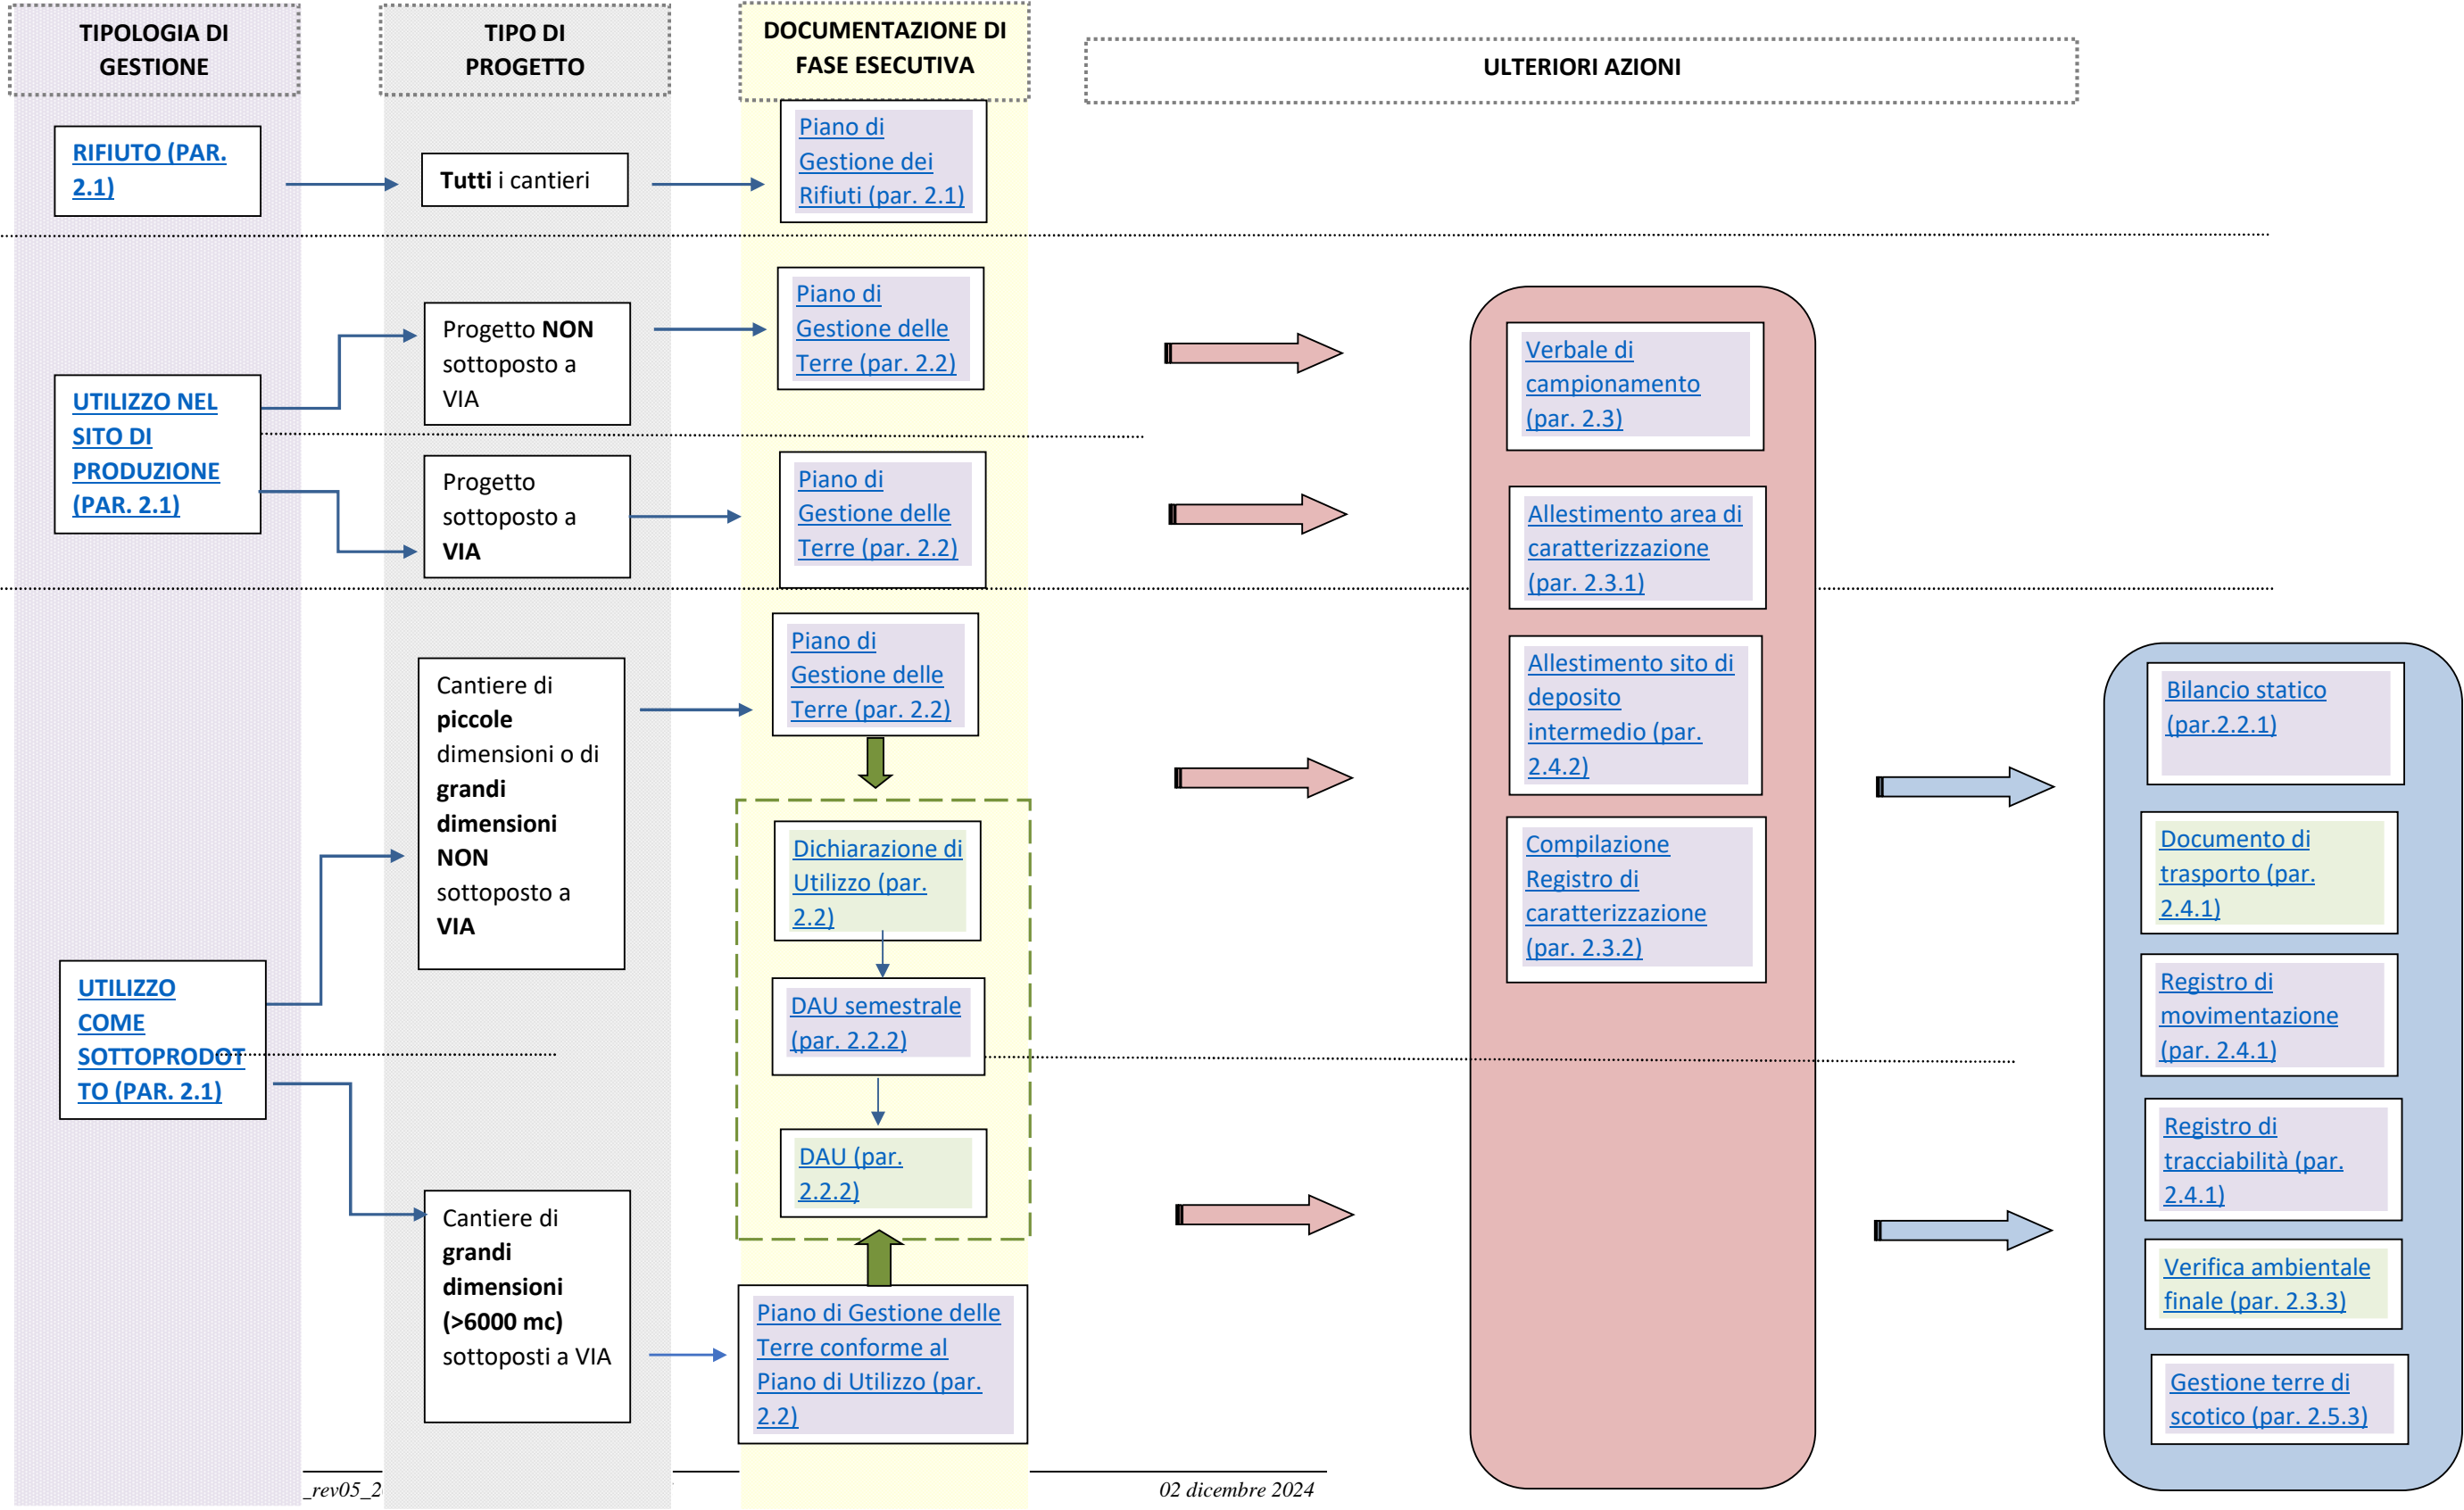 TIPOLOGIA DI
GESTIONE
TIPO DI
PROGETTO
DOCUMENTAZIONE DI
FASE ESECUTIVA
ULTERIORI AZIONI
RIFIUTO (PAR.
2.1)
Tutti i cantieri
Piano di
Gestione dei
Rifiuti (par. 2.1)
UTILIZZO NEL
SITO DI
PRODUZIONE
(PAR. 2.1)
Progetto NON
sottoposto a
VIA
Piano di
Gestione delle
Terre (par. 2.2)
Progetto
sottoposto a
VIA
Piano di
Gestione delle
Terre (par. 2.2)
UTILIZZO
COME
SOTTOPRODOT
TO (PAR. 2.1)
Cantiere di
piccole
dimensioni o di
grandi
dimensioni
NON
sottoposto a
VIA
Piano di
Gestione delle
Terre (par. 2.2)
Dichiarazione di
Utilizzo (par.
2.2)
DAU semestrale
(par. 2.2.2)
DAU (par.
2.2.2)
Cantiere di
grandi
dimensioni
(>6000 mc)
sottoposti a VIA
Piano di Gestione delle
Terre conforme al
Piano di Utilizzo (par.
2.2)
Verbale di
campionamento
(par. 2.3)
Allestimento area di
caratterizzazione
(par. 2.3.1)
Allestimento sito di
deposito
intermedio (par.
2.4.2)
Compilazione
Registro di
caratterizzazione
(par. 2.3.2)
Bilancio statico
(par.2.2.1)
Documento di
trasporto (par.
2.4.1)
Registro di
movimentazione
(par. 2.4.1)
Registro di
tracciabilità (par.
2.4.1)
Verifica ambientale
finale (par. 2.3.3)
Gestione terre di
scotico (par. 2.5.3)
_rev05_2
02 dicembre 2024